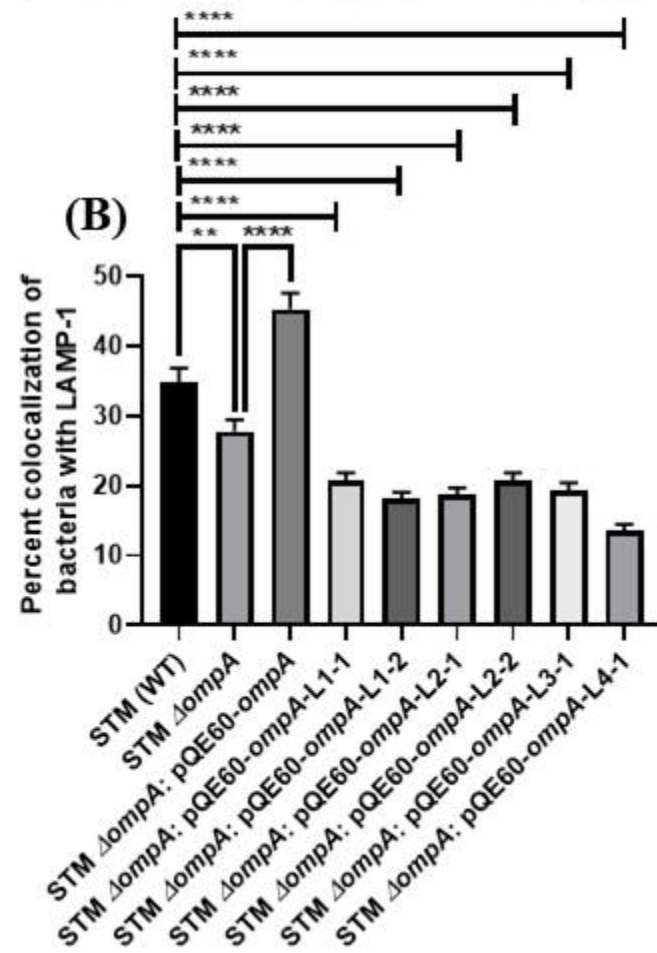 ****
****
****
****
****
****
(B)
** ****
Percent colocalization of
bacteria with LAMP-1
50
40
30
20
10
0
STM (WT)
STM ΔompA
STM ΔompA: pQE60-ompA
STM ΔompA: pQE60-ompA-L1-1
STM ΔompA: pQE60-ompA-L1-2
STM ΔompA: pQE60-ompA-L2-1
STM ΔompA: pQE60-ompA-L2-2
STM ΔompA: pQE60-ompA-L3-1
STM ΔompA: pQE60-ompA-L4-1